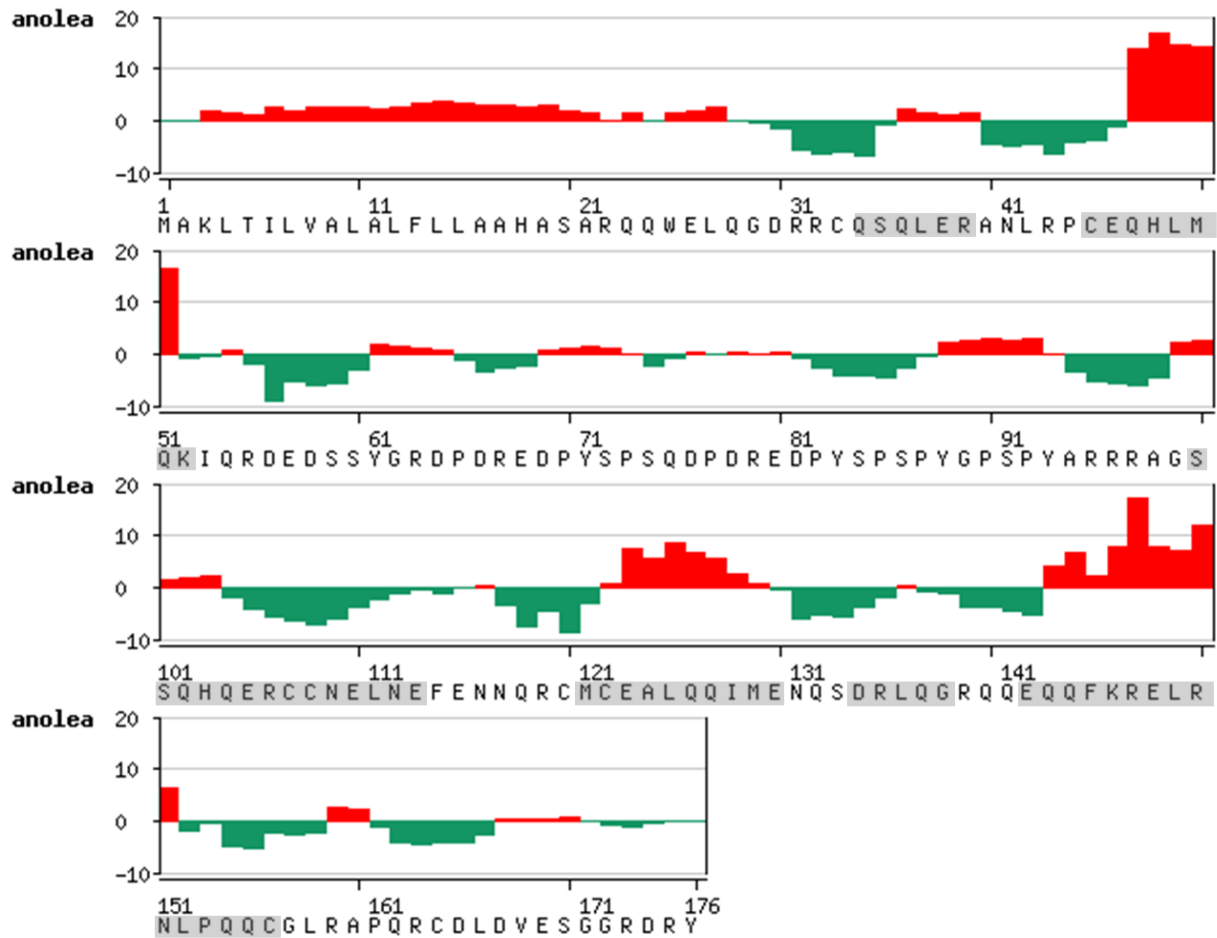 anolea 20
10
0
-10
1 11 21 31 41
M A K L T I L V A L A L F L L A A H A S A R Q Q W E L Q G D R R C Q S Q L E R A N L R P C E Q H L M
anolea 20
10
0
-10
51 61 71 81 91
Q K I Q R D E D S S Y G R D P D R E D P Y S P S Q D P D R E D P Y S P S P Y G P S P Y A R R R A G S
anolea 20
10
0
-10
101 111 121 131 141
S Q H Q E R C C N E L N E F E N N Q R C M C E A L Q Q I M E N Q S D R L Q G R Q Q E Q Q F K R E L R
anolea 20
10
0
-10
151 161 171 176
N L P Q Q C G L R A P Q R C D L D V E S G G R D R Y